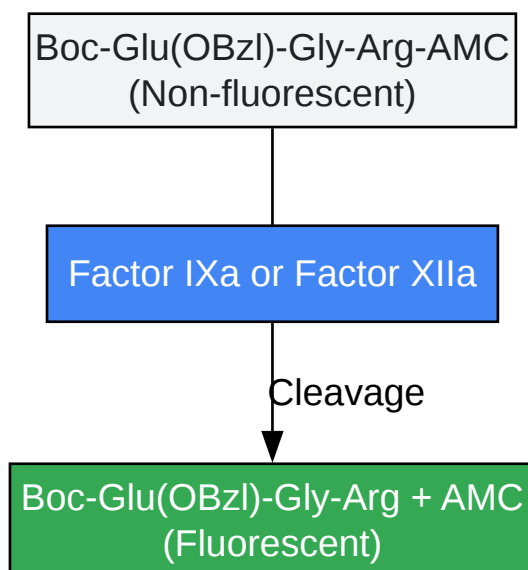 Boc-Glu(OBzl)-Gly-Arg-AMC
(Non-fluorescent)
Factor IXa or Factor XIIa
Cleavage
Boc-Glu(OBzl)-Gly-Arg + AMC
(Fluorescent)